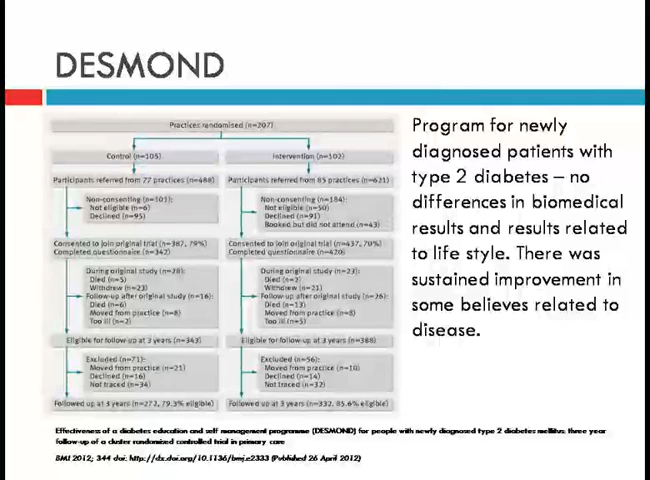 DESMOND
Practices randomised (n=207)
Control (n=105)
Intervention (n=102)
Participants referred from 77 practices (n=488)
Participants referred from 85 practices (n=621)
Non-consenting (n=101):
Not eligible (n=6)
Declined (n=95)
Non-consenting (n=184):
Not eligible (n=50)
Declined (n=91)
Booked but did not attend (n=43)
Consented to join original trial (n=387, 79%)
Completed questionnaire (n=342)
Consented to join original trial (n=437, 70%)
Completed questionnaire (n=420)
During original study (n=28):
Died (n=5)
Withdrew (n=23)
Follow-up after original study (n=16):
Died (n=6)
Moved from practice (n=8)
Too ill (n=2)
During original study (n=23):
Died (n=2)
Withdrew (n=21)
Follow-up after original study (n=26):
Died (n=13)
Moved from practice (n=8)
Too ill (n=5)
Eligible for follow up at 3 years (n=343)
Eligible for follow up at 3 years (n=388)
Excluded (n=71):
Moved from practice (n=21)
Declined (n=16)
Not traced (n=34)
Excluded (n=56):
Moved from practice (n=10)
Declined (n=14)
Not traced (n=32)
Followed up at 3 years (n=272, 79.3% eligible)
Followed up at 3 years (n=332, 85.6% eligible)
Program for newly
diagnosed patients with
type 2 diabetes – no
differences in biomedical
results and results related
to life style. There was
sustained improvement in
some believes related to
disease.
Effectiveness of a diabetes education and self management programme (DESMOND) for people with newly diagnosed type 2 diabetes mellitus: three year
follow-up of a cluster randomised controlled trial in primary care
BMJ 2012; 344 doi: http://dx.doi.org/10.1136/bmj.e2333 (Published 26 April 2012)